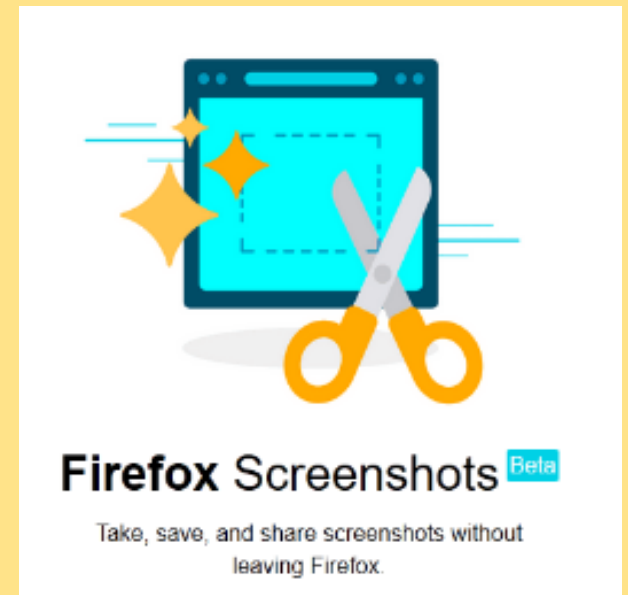 Firefox Screenshots Beta
Take, save, and share screenshots without
leaving Firefox.